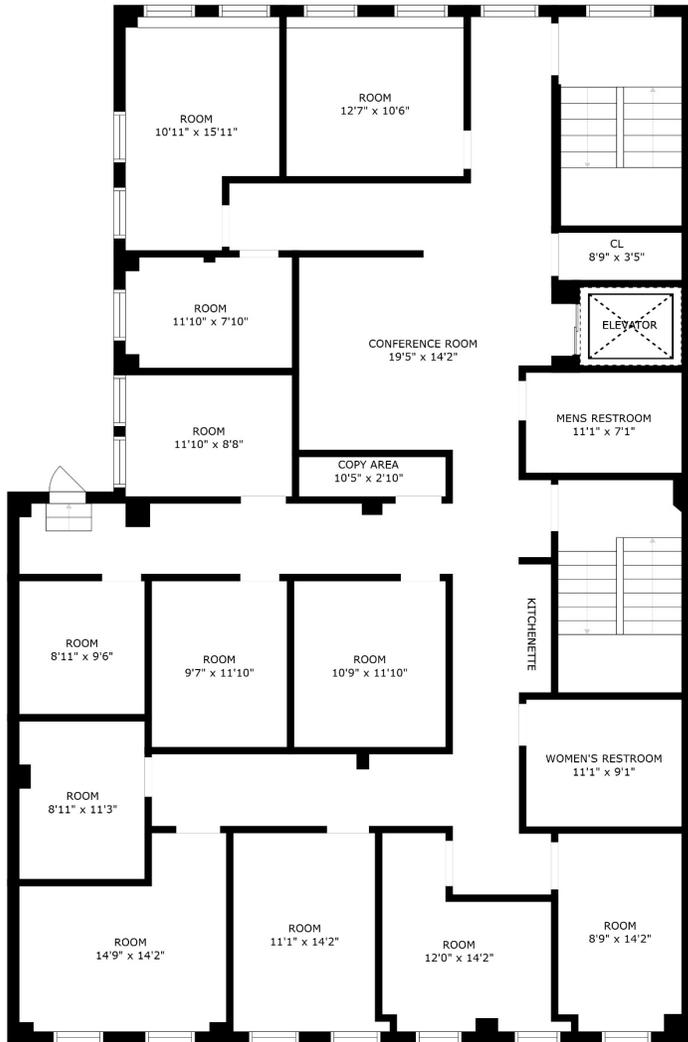 ROOM
10'11" x 15'11"
ROOM
12'7" x 10'6"
CL
8'9" x 3'5"
ROOM
11'10" x 7'10"
ELEVATOR
CONFERENCE ROOM
19'5" x 14'2"
MENS RESTROOM
11'1" x 7'1"
ROOM
11'10" x 8'8"
COPY AREA
10'5" x 2'10"
KITCHENETTE
ROOM
8'11" x 9'6"
ROOM
9'7" x 11'10"
ROOM
10'9" x 11'10"
WOMEN'S RESTROOM
11'1" x 9'1"
ROOM
8'11" x 11'3"
ROOM
14'9" x 14'2"
ROOM
11'1" x 14'2"
ROOM
12'0" x 14'2"
ROOM
8'9" x 14'2"